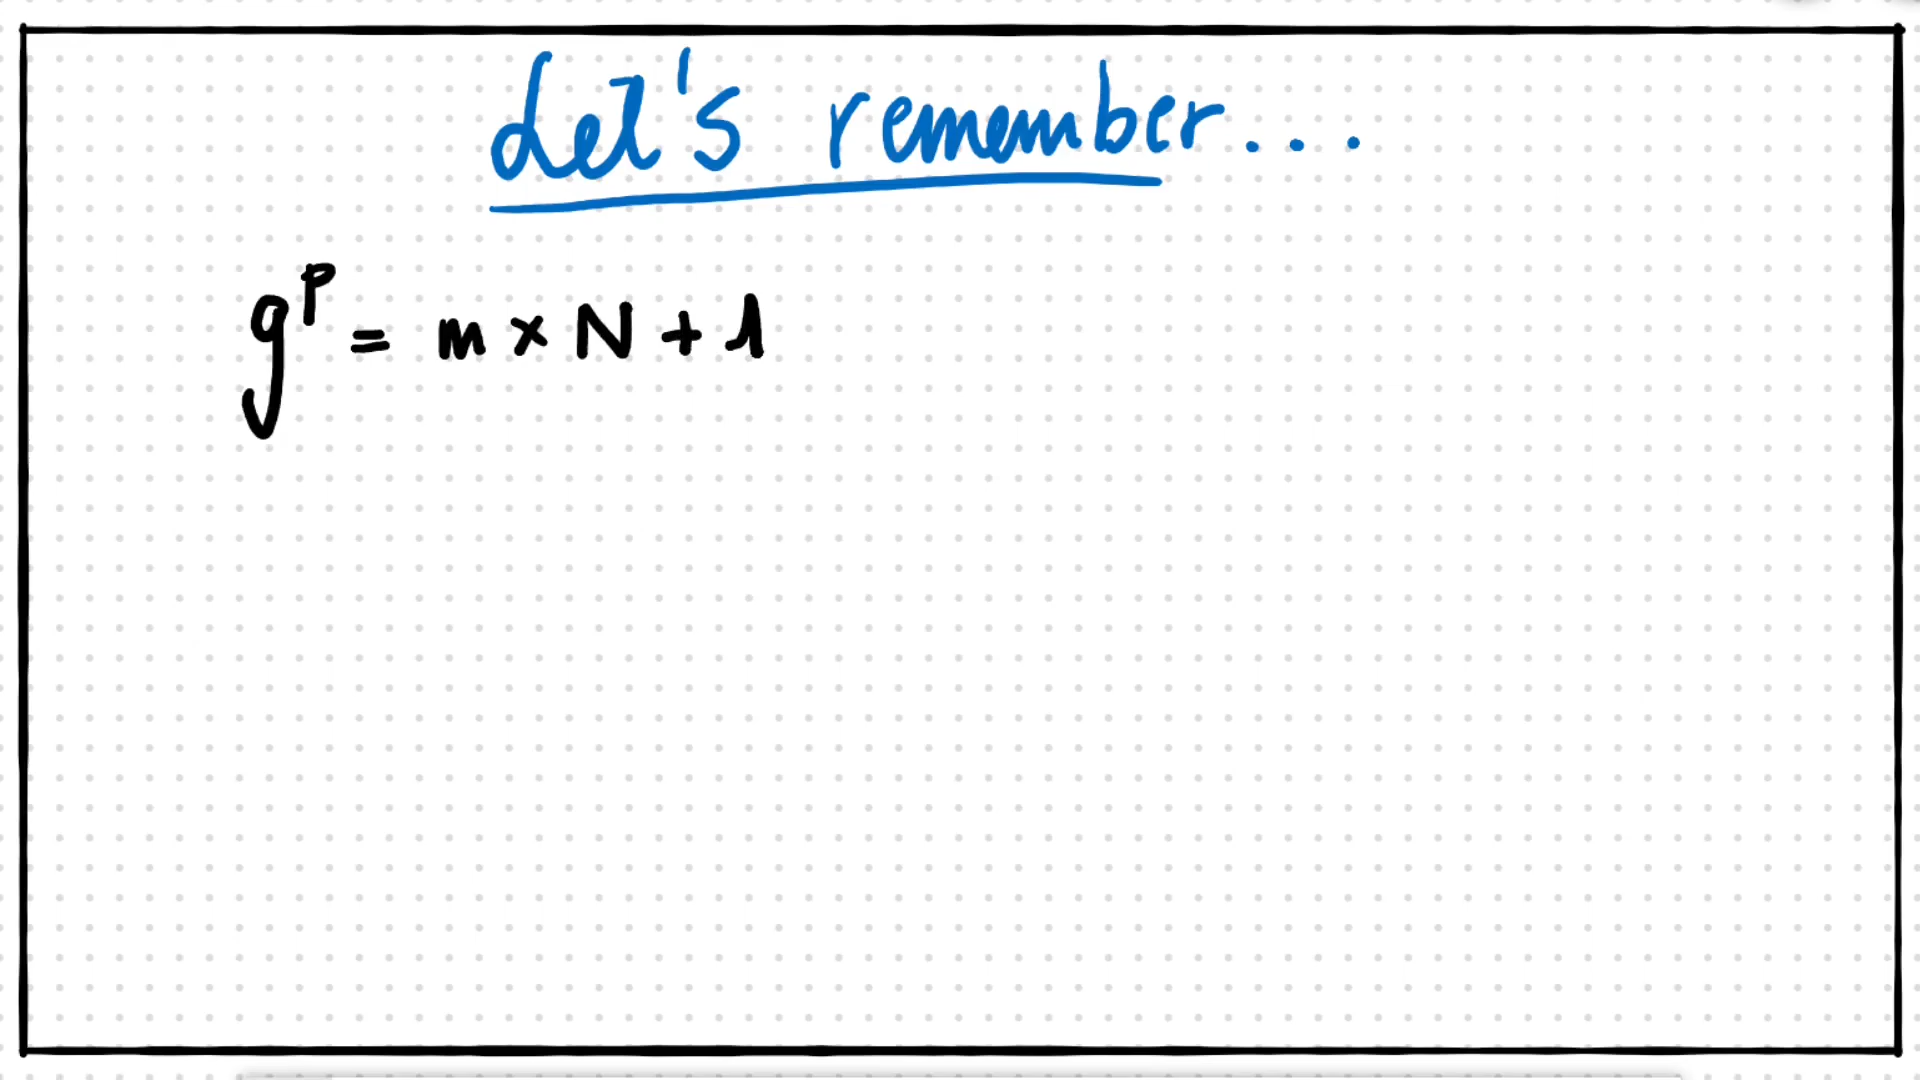 Let's remember...
g^p = m × N + 1